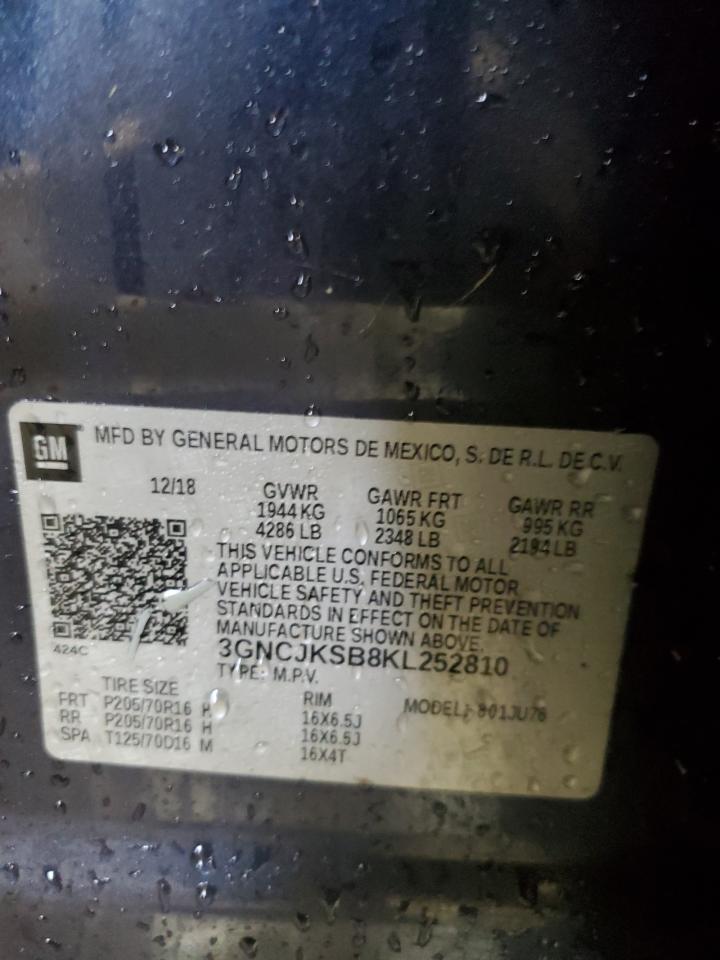 GM MFD BY GENERAL MOTORS DE MEXICO, S. DE R.L. DE C.V.
12/18 GVWR GAWR FRT GAWR RR
1944 KG 1065 KG 995 KG
4286 LB 2348 LB 2194 LB
THIS VEHICLE CONFORMS TO ALL
APPLICABLE U.S. FEDERAL MOTOR
VEHICLE SAFETY AND THEFT PREVENTION
STANDARDS IN EFFECT ON THE DATE OF
MANUFACTURE SHOWN ABOVE.
424C
3GNCJKSB8KL252810
TYPE: M.P.V.
TIRE SIZE RIM MODEL:
FRT P205/70R16 H 16X6.5J
RR P205/70R16 H 16X6.5J
SPA T125/70D16 M 16X4T